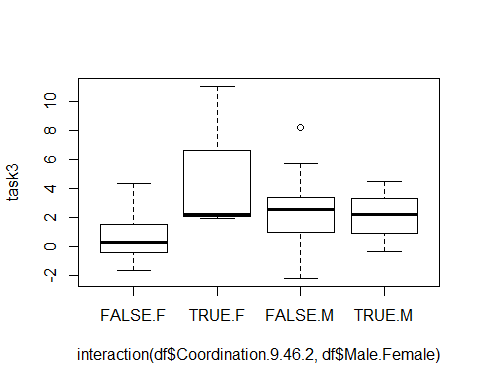 task3
10
8
6
4
2
0
-2
FALSE.F TRUE.F FALSE.M TRUE.M
interaction(df$Coordination.9.46.2, df$Male.Female)